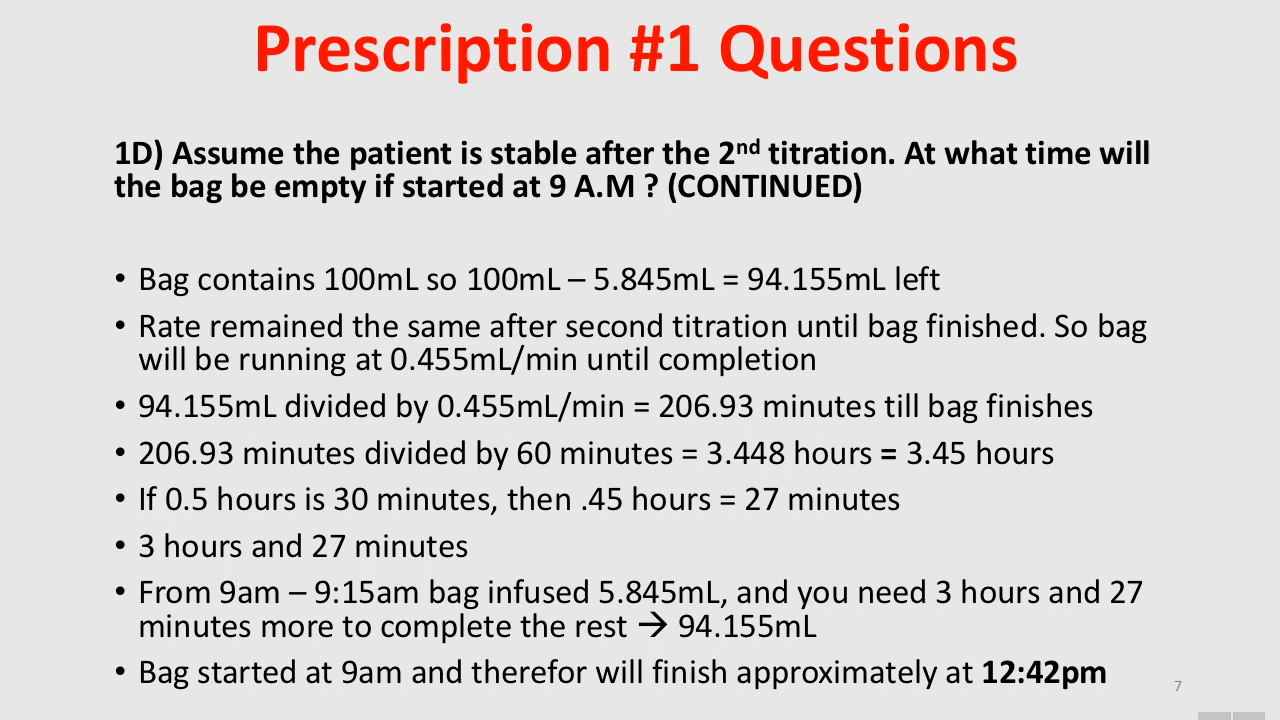 Prescription #1 Questions
1D) Assume the patient is stable after the 2nd titration. At what time will
the bag be empty if started at 9 A.M ? (CONTINUED)
• Bag contains 100mL so 100mL – 5.845mL = 94.155mL left
• Rate remained the same after second titration until bag finished. So bag
will be running at 0.455mL/min until completion
• 94.155mL divided by 0.455mL/min = 206.93 minutes till bag finishes
• 206.93 minutes divided by 60 minutes = 3.448 hours = 3.45 hours
• If 0.5 hours is 30 minutes, then .45 hours = 27 minutes
• 3 hours and 27 minutes
• From 9am – 9:15am bag infused 5.845mL, and you need 3 hours and 27
minutes more to complete the rest → 94.155mL
• Bag started at 9am and therefor will finish approximately at 12:42pm
7